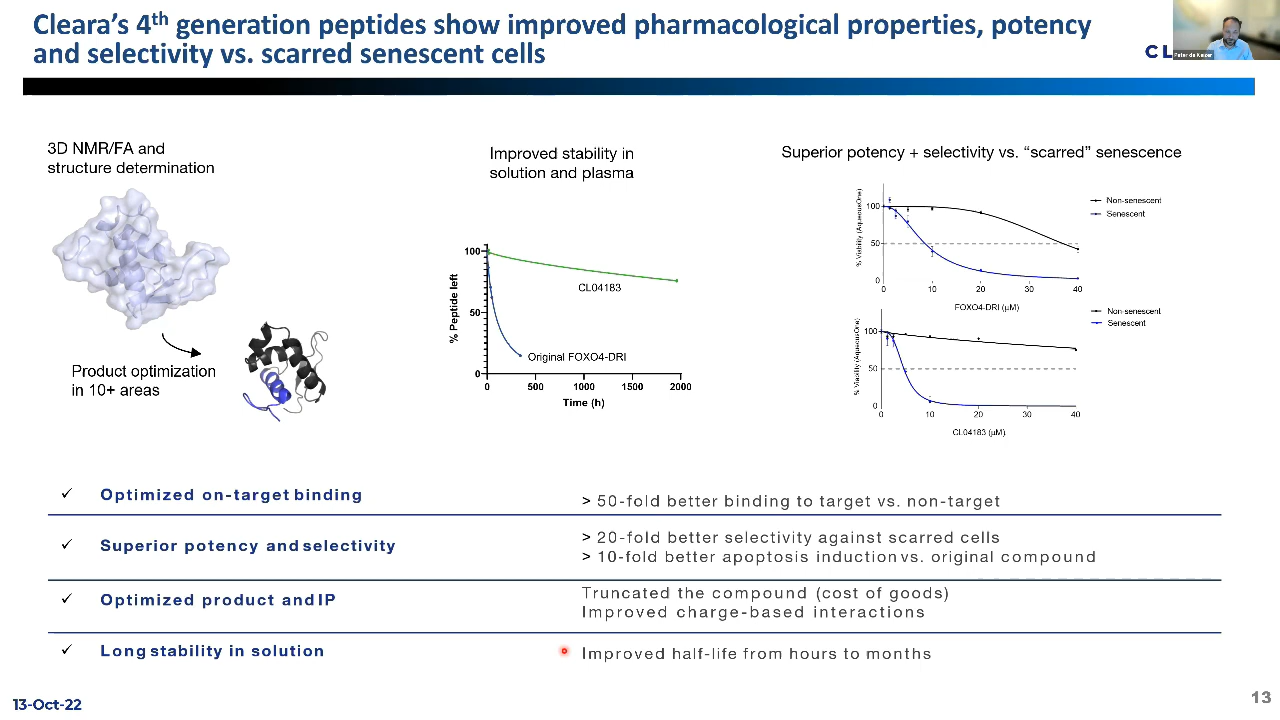 Cleara's 4th generation peptides show improved pharmacological properties, potency
and selectivity vs. scarred senescent cells
CL
Peter de Keizer
3D NMR/FA and
structure determination
Product optimization
in 10+ areas
Improved stability in
solution and plasma
% Peptide left
100
50
0
CL04183
Original FOXO4-DRI
0 500 1000 1500 2000
Time (h)
Superior potency + selectivity vs. “scarred” senescence
% Viability (AqueousOne)
100
50
0
0 10 20 30 40
FOXO4-DRI (µM)
Non-senescent
Senescent
% Viability (AqueousOne)
100
50
0
0 10 20 30 40
CL04183 (µM)
Non-senescent
Senescent
✓ Optimized on-target binding
> 50-fold better binding to target vs. non-target
✓ Superior potency and selectivity
> 20-fold better selectivity against scarred cells
> 10-fold better apoptosis induction vs. original compound
✓ Optimized product and IP
Truncated the compound (cost of goods)
Improved charge-based interactions
✓ Long stability in solution
Improved half-life from hours to months
13-Oct-22
13